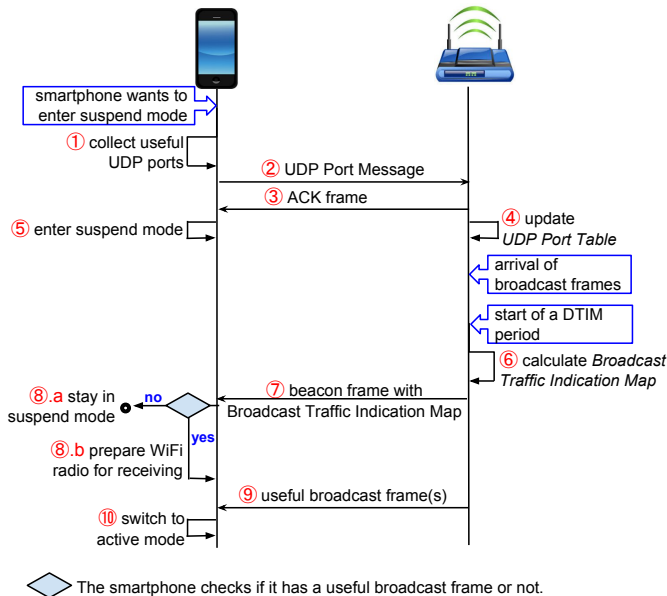 smartphone wants to
enter suspend mode
① collect useful
UDP ports
② UDP Port Message
③ ACK frame
④ update
UDP Port Table
⑤ enter suspend mode
arrival of
broadcast frames
start of a DTIM
period
⑥ calculate Broadcast
Traffic Indication Map
⑦ beacon frame with
Broadcast Traffic Indication Map
⑧.a stay in
suspend mode
no
yes
⑧.b prepare WiFi
radio for receiving
⑨ useful broadcast frame(s)
⑩ switch to
active mode
The smartphone checks if it has a useful broadcast frame or not.